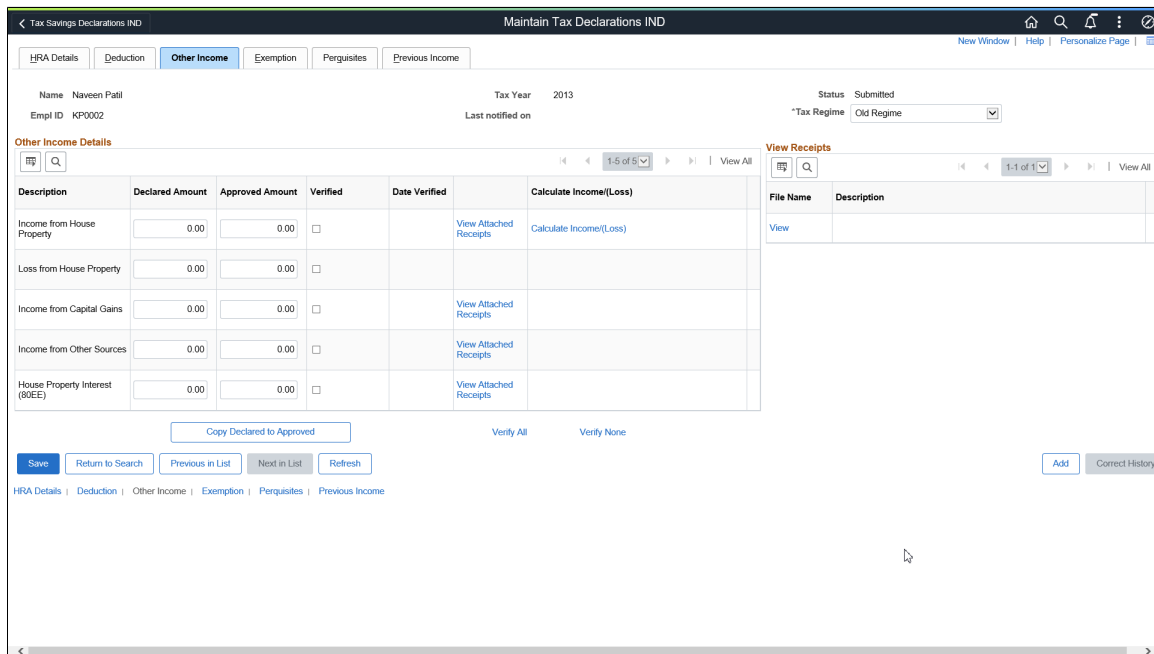 Tax Savings Declarations IND
Maintain Tax Declarations IND
New Window | Help | Personalize Page |
HRA Details
Deduction
Other Income
Exemption
Perquisites
Previous Income
Name Naveen Patil
Tax Year 2013
Status Submitted
Empl ID KP0002
Last notified on
*Tax Regime Old Regime
Other Income Details
1-5 of 5
| View All
Description
Declared Amount
Approved Amount
Verified
Date Verified
Calculate Income/(Loss)
Income from House
Property
0.00
0.00
View Attached
Receipts
Calculate Income/(Loss)
Loss from House Property
0.00
0.00
Income from Capital Gains
0.00
0.00
View Attached
Receipts
Income from Other Sources
0.00
0.00
View Attached
Receipts
House Property Interest
(80EE)
0.00
0.00
View Attached
Receipts
View Receipts
1-1 of 1
| View All
File Name
Description
View
Copy Declared to Approved
Verify All
Verify None
Save
Return to Search
Previous in List
Next in List
Refresh
Add
Correct History
HRA Details | Deduction | Other Income | Exemption | Perquisites | Previous Income